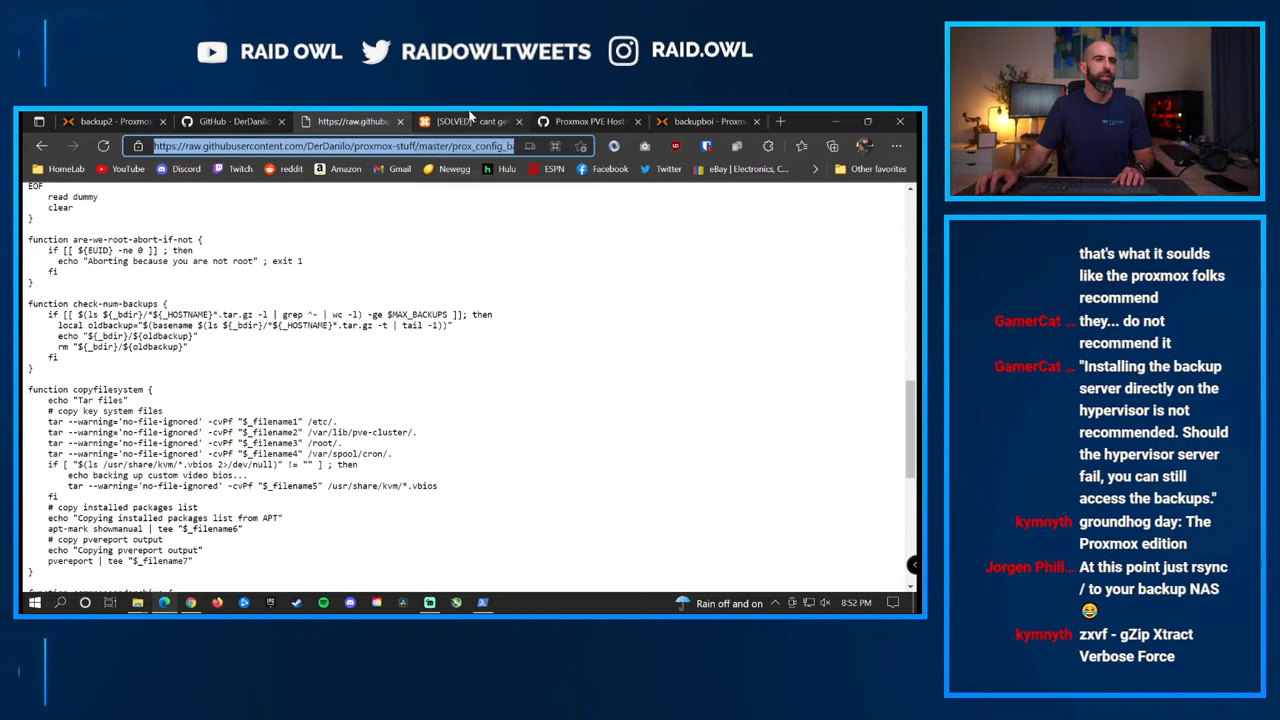 RAID OWL
RAIDOWLTWEETS
RAID.OWL
backup2 - Proxmox
GitHub - DerDanilo
https://raw.githubu
[SOLVED] - cant get
Proxmox PVE Host
backupboi - Proxmo
https://raw.githubusercontent.com/DerDanilo/proxmox-stuff/master/prox_config_ba
HomeLab
YouTube
Discord
Twitch
reddit
Amazon
Gmail
Newegg
Hulu
ESPN
Facebook
Twitter
eBay | Electronics, C...
Other favorites
EOF
read dummy
clear
}
function are-we-root-abort-if-not {
if [[ ${EUID} -ne 0 ]] ; then
echo "Aborting because you are not root" ; exit 1
fi
}
function check-num-backups {
if [[ $(ls ${_bdir}/*${_HOSTNAME}*.tar.gz -l | grep ^- | wc -l) -ge $MAX_BACKUPS ]]; then
local oldbackup="$(basename $(ls ${_bdir}/*${_HOSTNAME}*.tar.gz -t | tail -1))"
echo "${_bdir}/${oldbackup}"
rm "${_bdir}/${oldbackup}"
fi
}
function copyfilesystem {
echo "Tar files"
# copy key system files
tar --warning='no-file-ignored' -cvPf "$_filename1" /etc/.
tar --warning='no-file-ignored' -cvPf "$_filename2" /var/lib/pve-cluster/.
tar --warning='no-file-ignored' -cvPf "$_filename3" /root/.
tar --warning='no-file-ignored' -cvPf "$_filename4" /var/spool/cron/.
if [ "$(ls /usr/share/kvm/*.vbios 2>/dev/null)" != "" ] ; then
echo backing up custom video bios...
tar --warning='no-file-ignored' -cvPf "$_filename5" /usr/share/kvm/*.vbios
fi
# copy installed packages list
echo "Copying installed packages list from APT"
apt-mark showmanual | tee "$_filename6"
# copy pvereport output
echo "Copying pvereport output"
pvereport | tee "$_filename7"
}
Rain off and on
8:52 PM
that's what it soulds
like the proxmox folks
recommend
GamerCat ... they... do not
recommend it
GamerCat ... "Installing the backup
server directly on the
hypervisor is not
recommended. Should
the hypervisor server
fail, you can still
access the backups."
kymnyth groundhog day: The
Proxmox edition
Jorgen Phill... At this point just rsync
/ to your backup NAS
😂
kymnyth zxvf - gZip Xtract
Verbose Force